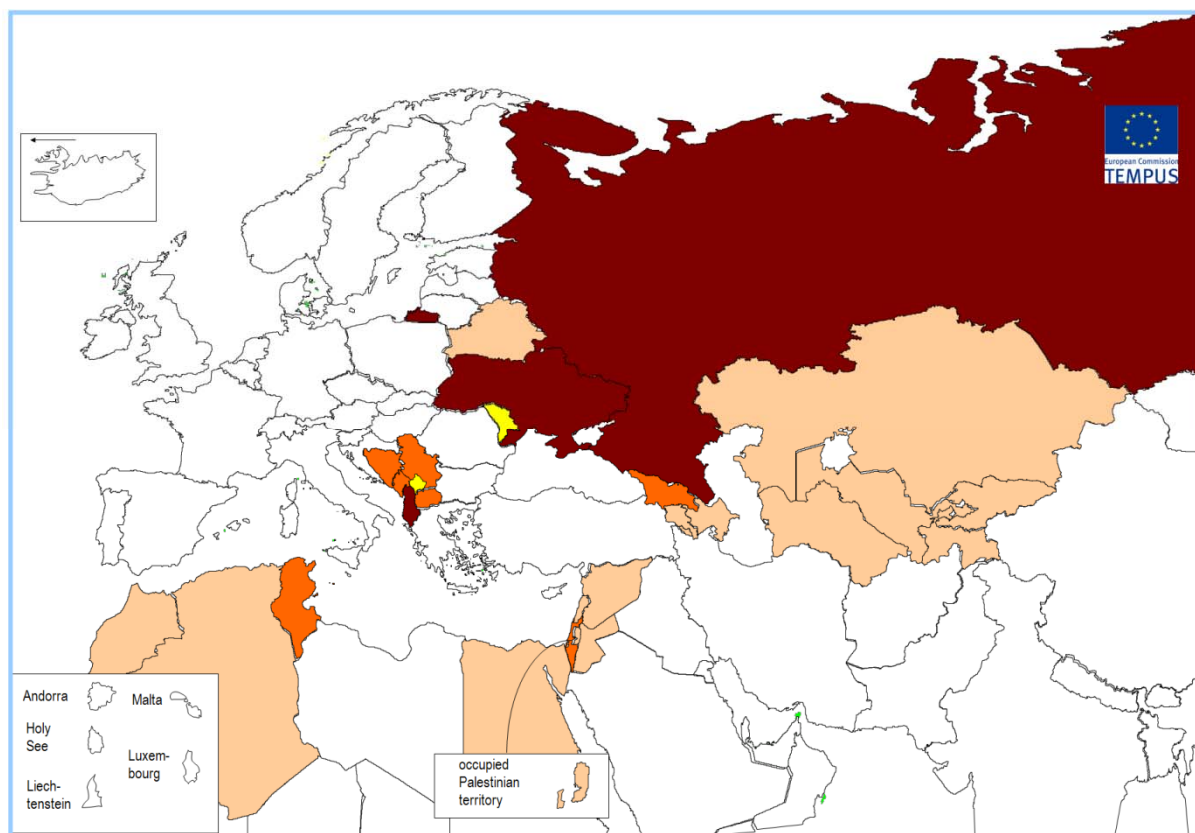 European Commission
TEMPUS
Andorra
Malta
Holy
See
Luxem-
bourg
Liech-
tenstein
occupied
Palestinian
territory